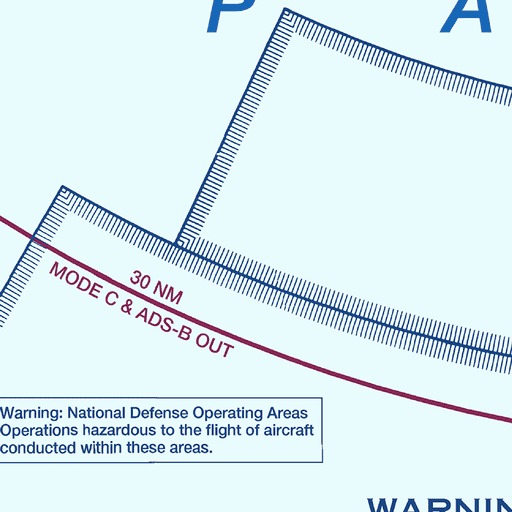 P A
30 NM
MODE C & ADS-B OUT
Warning: National Defense Operating Areas
Operations hazardous to the flight of aircraft
conducted within these areas.